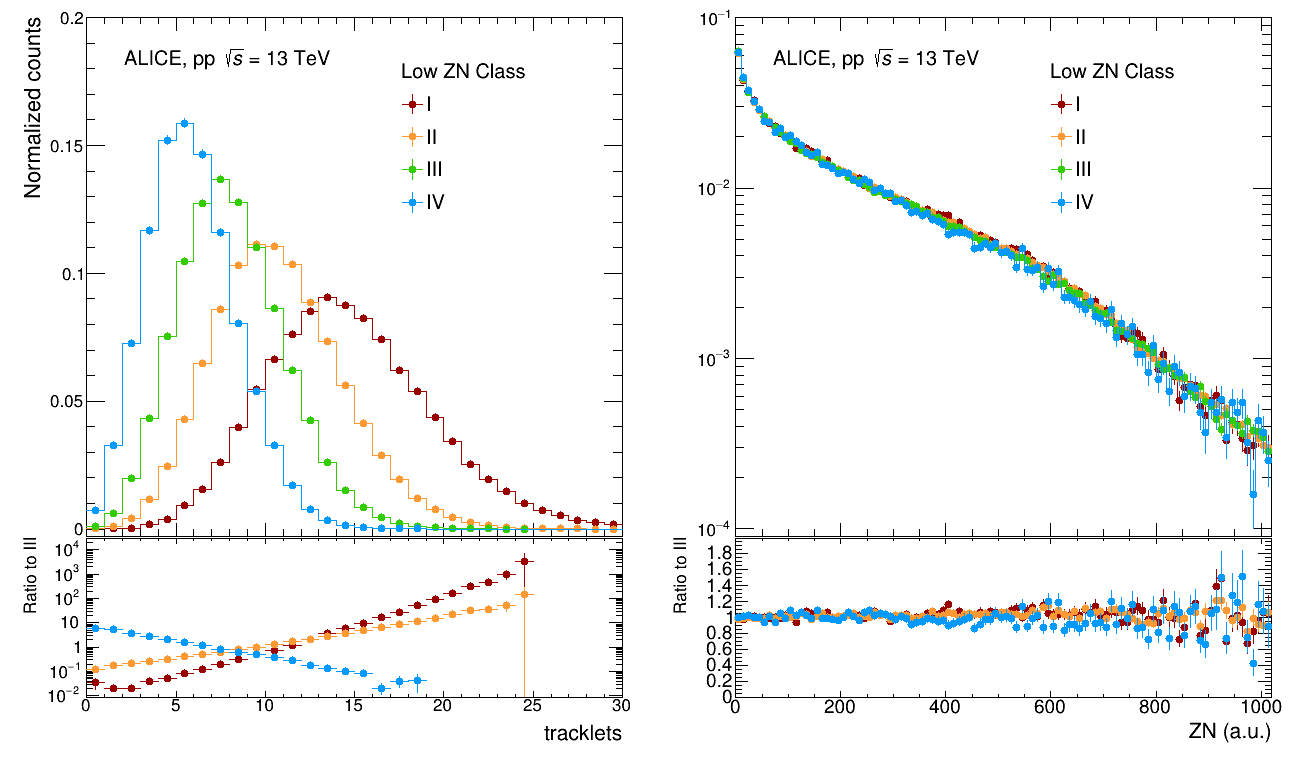 Normalized counts
0.2
0.15
0.1
0.05
0
ALICE, pp √s = 13 TeV
Low ZN Class
I
II
III
IV
Ratio to III
10⁴
10³
10²
10
1
10⁻¹
10⁻²
0 5 10 15 20 25 30
tracklets
10⁻¹
10⁻²
10⁻³
10⁻⁴
ALICE, pp √s = 13 TeV
Low ZN Class
I
II
III
IV
Ratio to III
1.8
1.6
1.4
1.2
1
0.8
0.6
0.4
0.2
0
0 200 400 600 800 1000
ZN (a.u.)